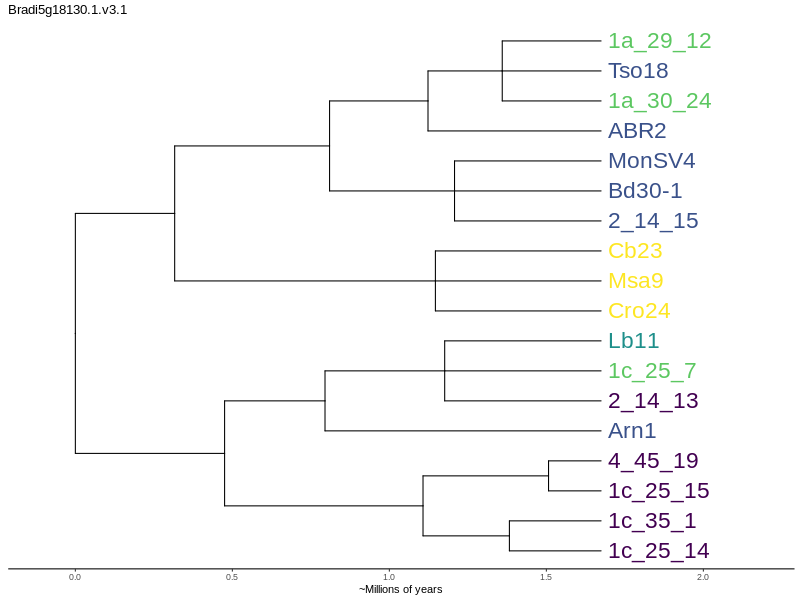 Bradi5g18130.1.v3.1
1a_29_12
Tso18
1a_30_24
ABR2
MonSV4
Bd30-1
2_14_15
Cb23
Msa9
Cro24
Lb11
1c_25_7
2_14_13
Arn1
4_45_19
1c_25_15
1c_35_1
1c_25_14
0.0 0.5 1.0 1.5 2.0
~Millions of years